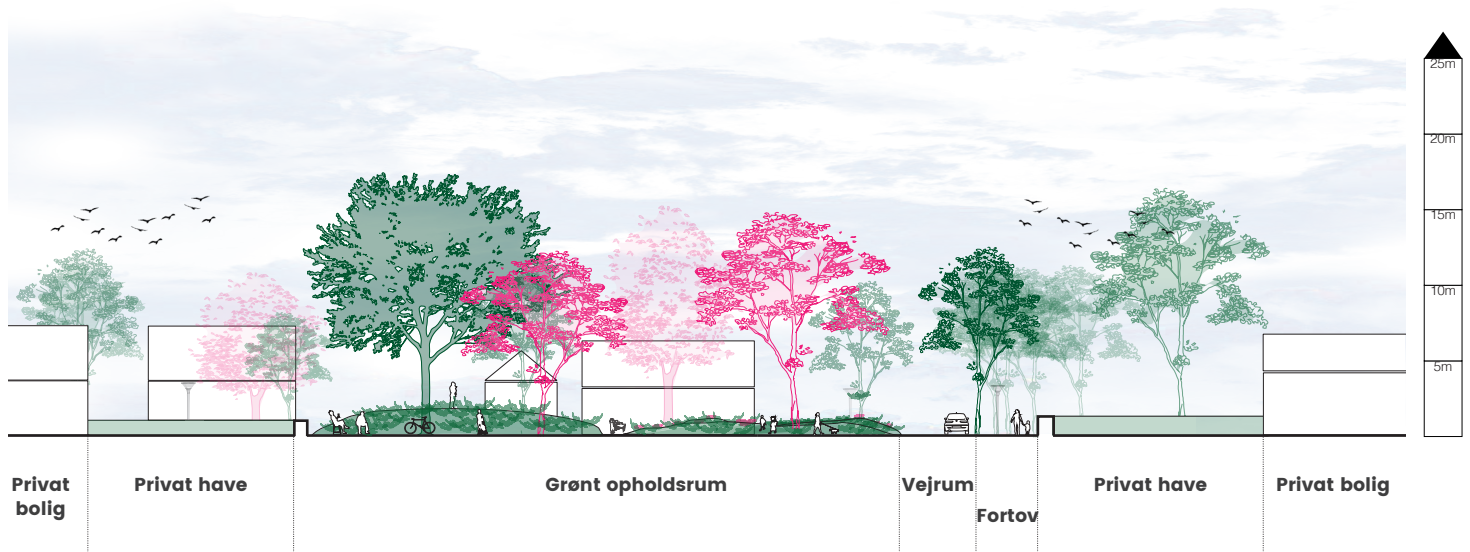 25m
20m
15m
10m
5m
Privat
bolig
Privat have
Grønt opholdsrum
Vejrum
Fortov
Privat have
Privat bolig